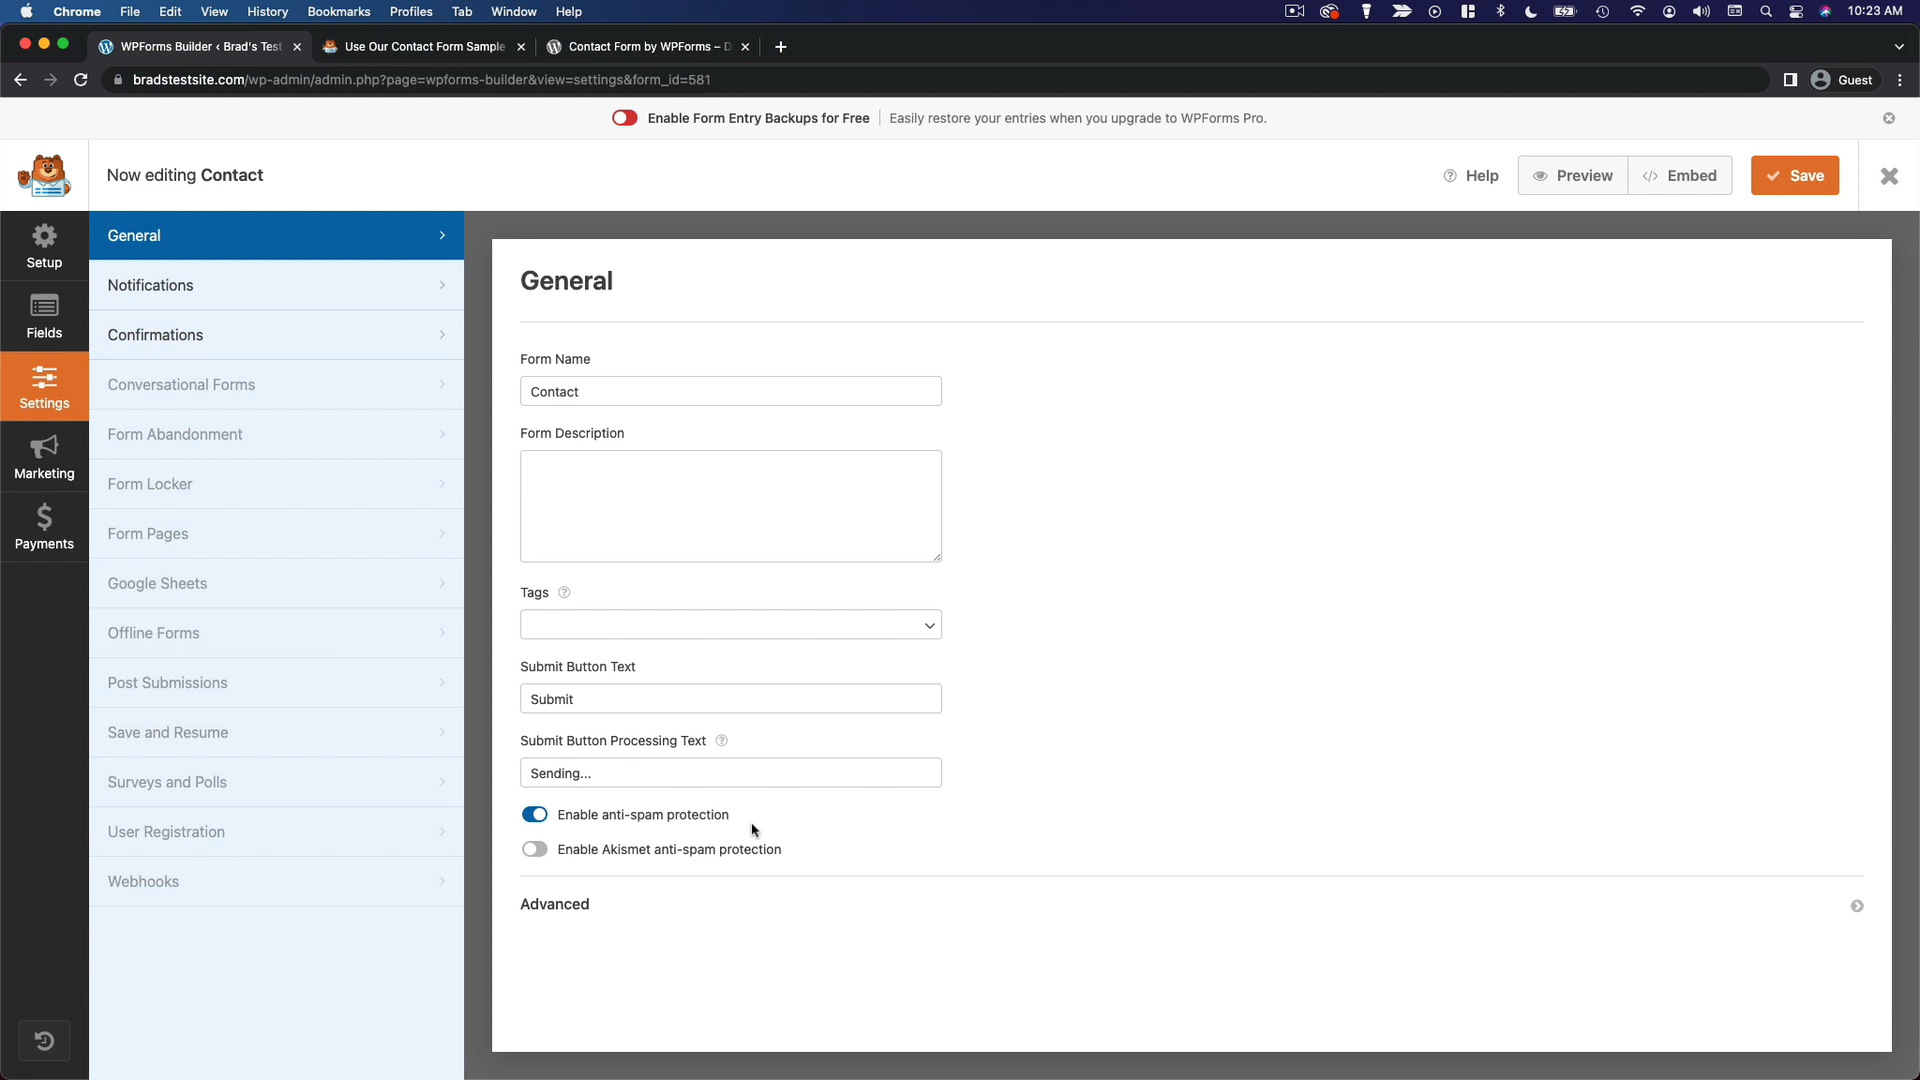 Chrome File Edit View History Bookmarks Profiles Tab Window Help 10:23 AM
WPForms Builder ‹ Brad's Test Use Our Contact Form Sample Contact Form by WPForms – D
bradstestsite.com/wp-admin/admin.php?page=wpforms-builder&view=settings&form_id=581 Guest
Enable Form Entry Backups for Free Easily restore your entries when you upgrade to WPForms Pro.
Now editing Contact Help Preview Embed Save
Setup
Fields
Settings
Marketing
Payments
General
Notifications
Confirmations
Conversational Forms
Form Abandonment
Form Locker
Form Pages
Google Sheets
Offline Forms
Post Submissions
Save and Resume
Surveys and Polls
User Registration
Webhooks
General
Form Name
Contact
Form Description
Tags
Submit Button Text
Submit
Submit Button Processing Text
Sending...
Enable anti-spam protection
Enable Akismet anti-spam protection
Advanced